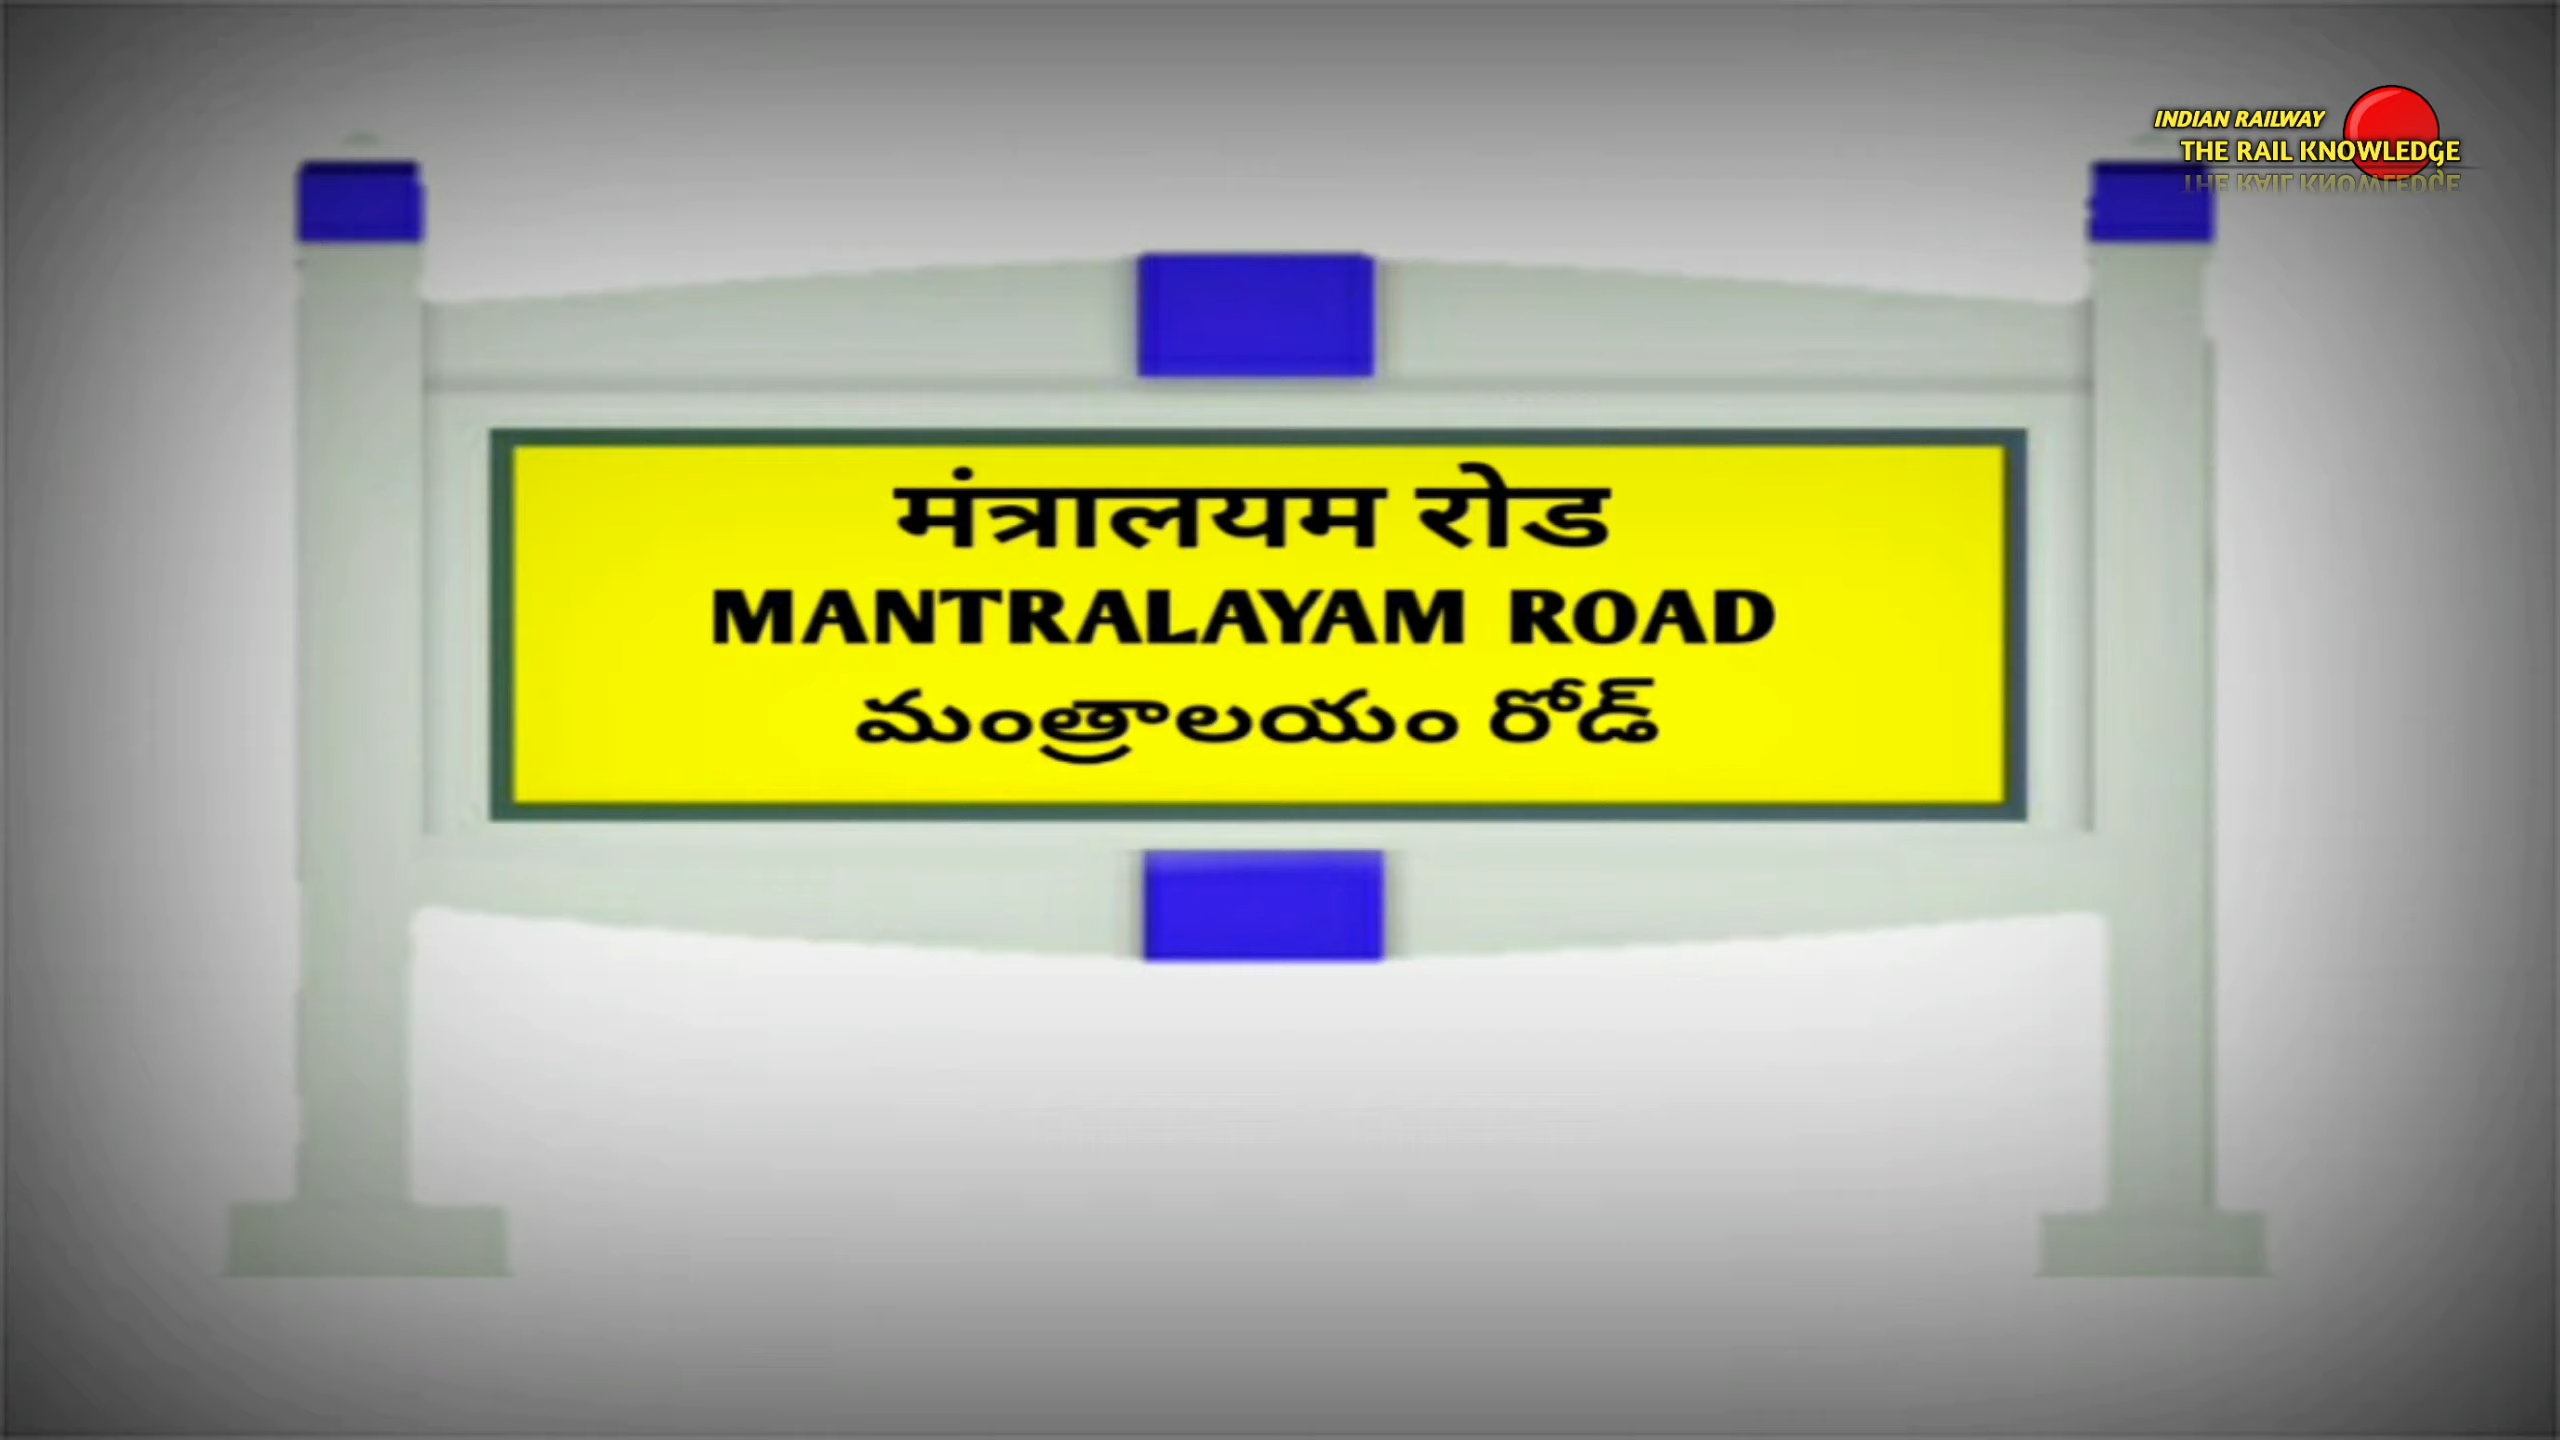 INDIAN RAILWAY
THE RAIL KNOWLEDGE
मंत्रालयम रोड
MANTRALAYAM ROAD
మంత్రాలయం రోడ్